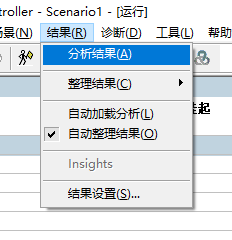 troller - Scenario1 - [运行]
景(N) 结果(R) 诊断(D) 工具(L) 帮
分析结果(A)
整理结果(C)
自动加载分析(L)
自动整理结果(O)
Insights
结果设置(S)...
起